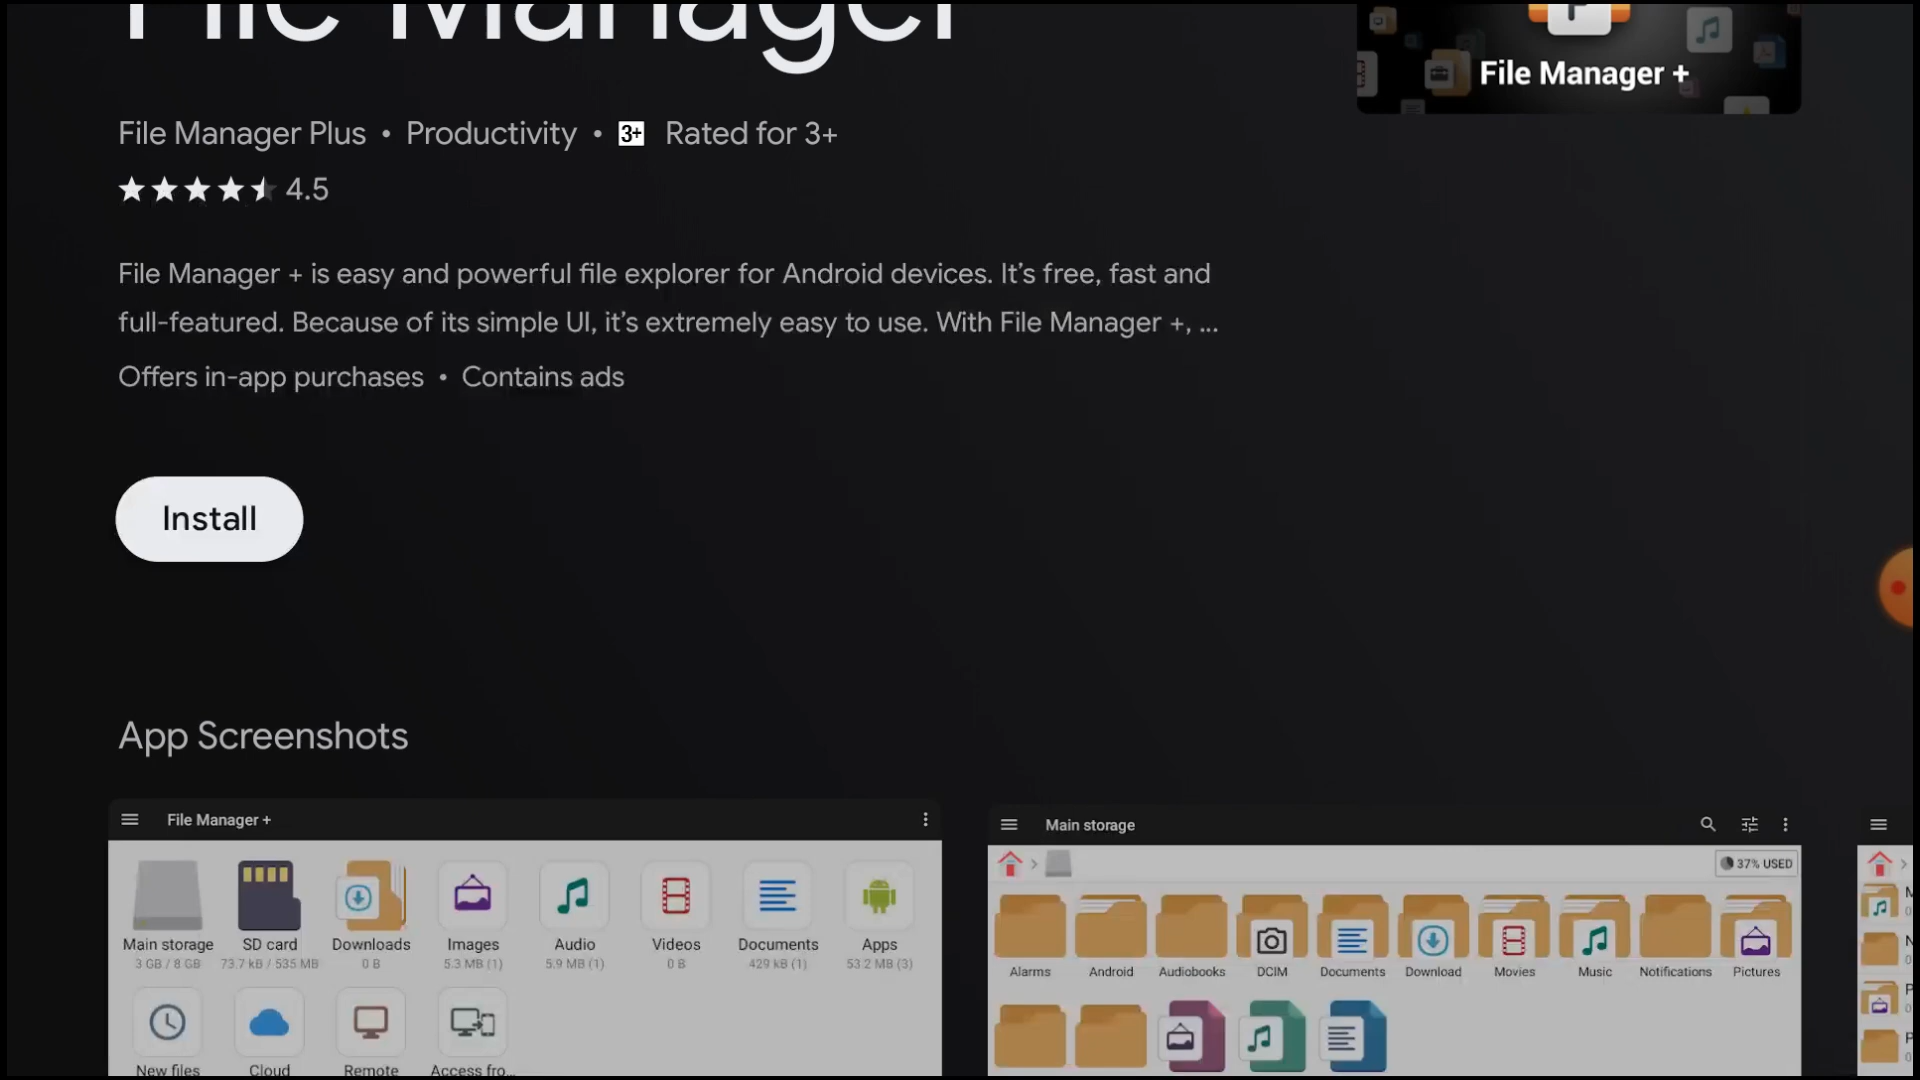 File Manager
File Manager +
File Manager Plus • Productivity • 3+ Rated for 3+
4.5
File Manager + is easy and powerful file explorer for Android devices. It's free, fast and
full-featured. Because of its simple UI, it's extremely easy to use. With File Manager +, ...
Offers in-app purchases • Contains ads
Install
App Screenshots
File Manager +
Main storage SD card Downloads Images Audio Videos Documents Apps
3 GB / 8 GB 73.7 kB / 535 MB 0 B 5.3 MB (1) 5.9 MB (1) 0 B 429 kB (1) 53.2 MB (3)
New files Cloud Remote Access fro...
Main storage
37% USED
Alarms Android Audiobooks DCIM Documents Download Movies Music Notifications Pictures